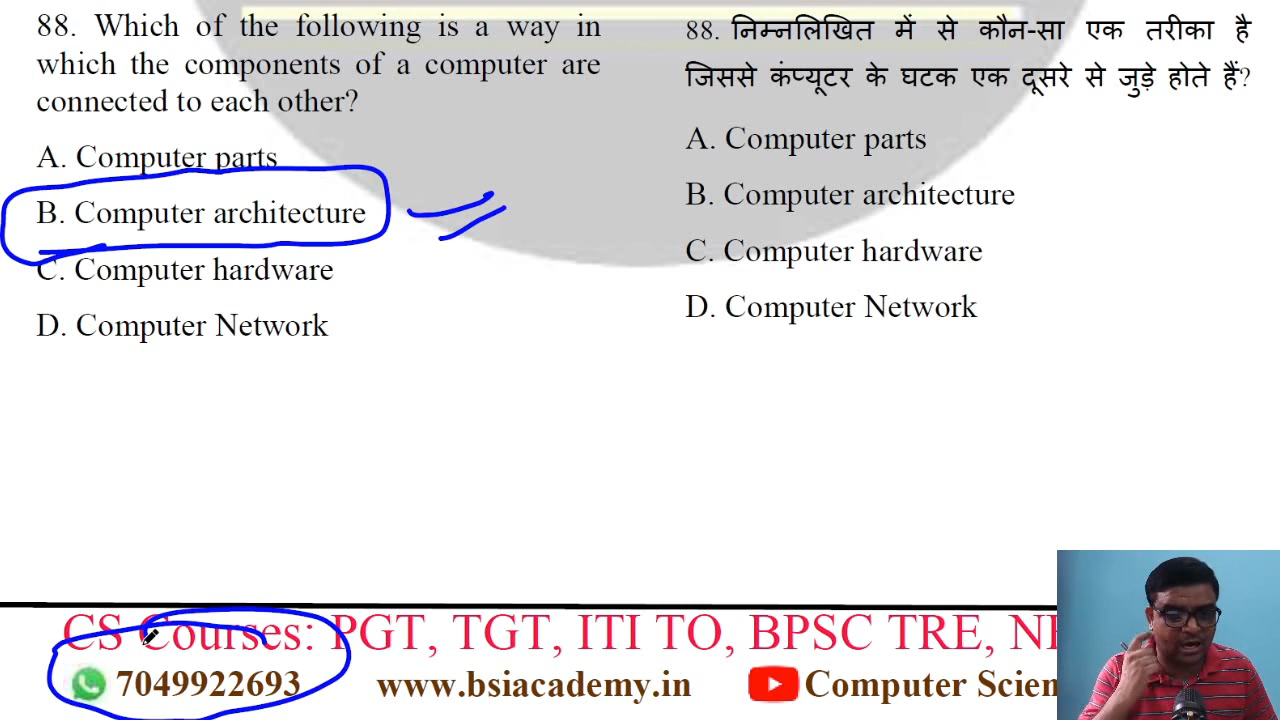 88. Which of the following is a way in
which the components of a computer are
connected to each other?
A. Computer parts
B. Computer architecture
C. Computer hardware
D. Computer Network
88. निम्नलिखित में से कौन-सा एक तरीका है
जिससे कंप्यूटर के घटक एक दूसरे से जुड़े होते हैं?
A. Computer parts
B. Computer architecture
C. Computer hardware
D. Computer Network
CS Courses: PGT, TGT, ITI TO, BPSC TRE,
7049922693 www.bsiacademy.in Computer